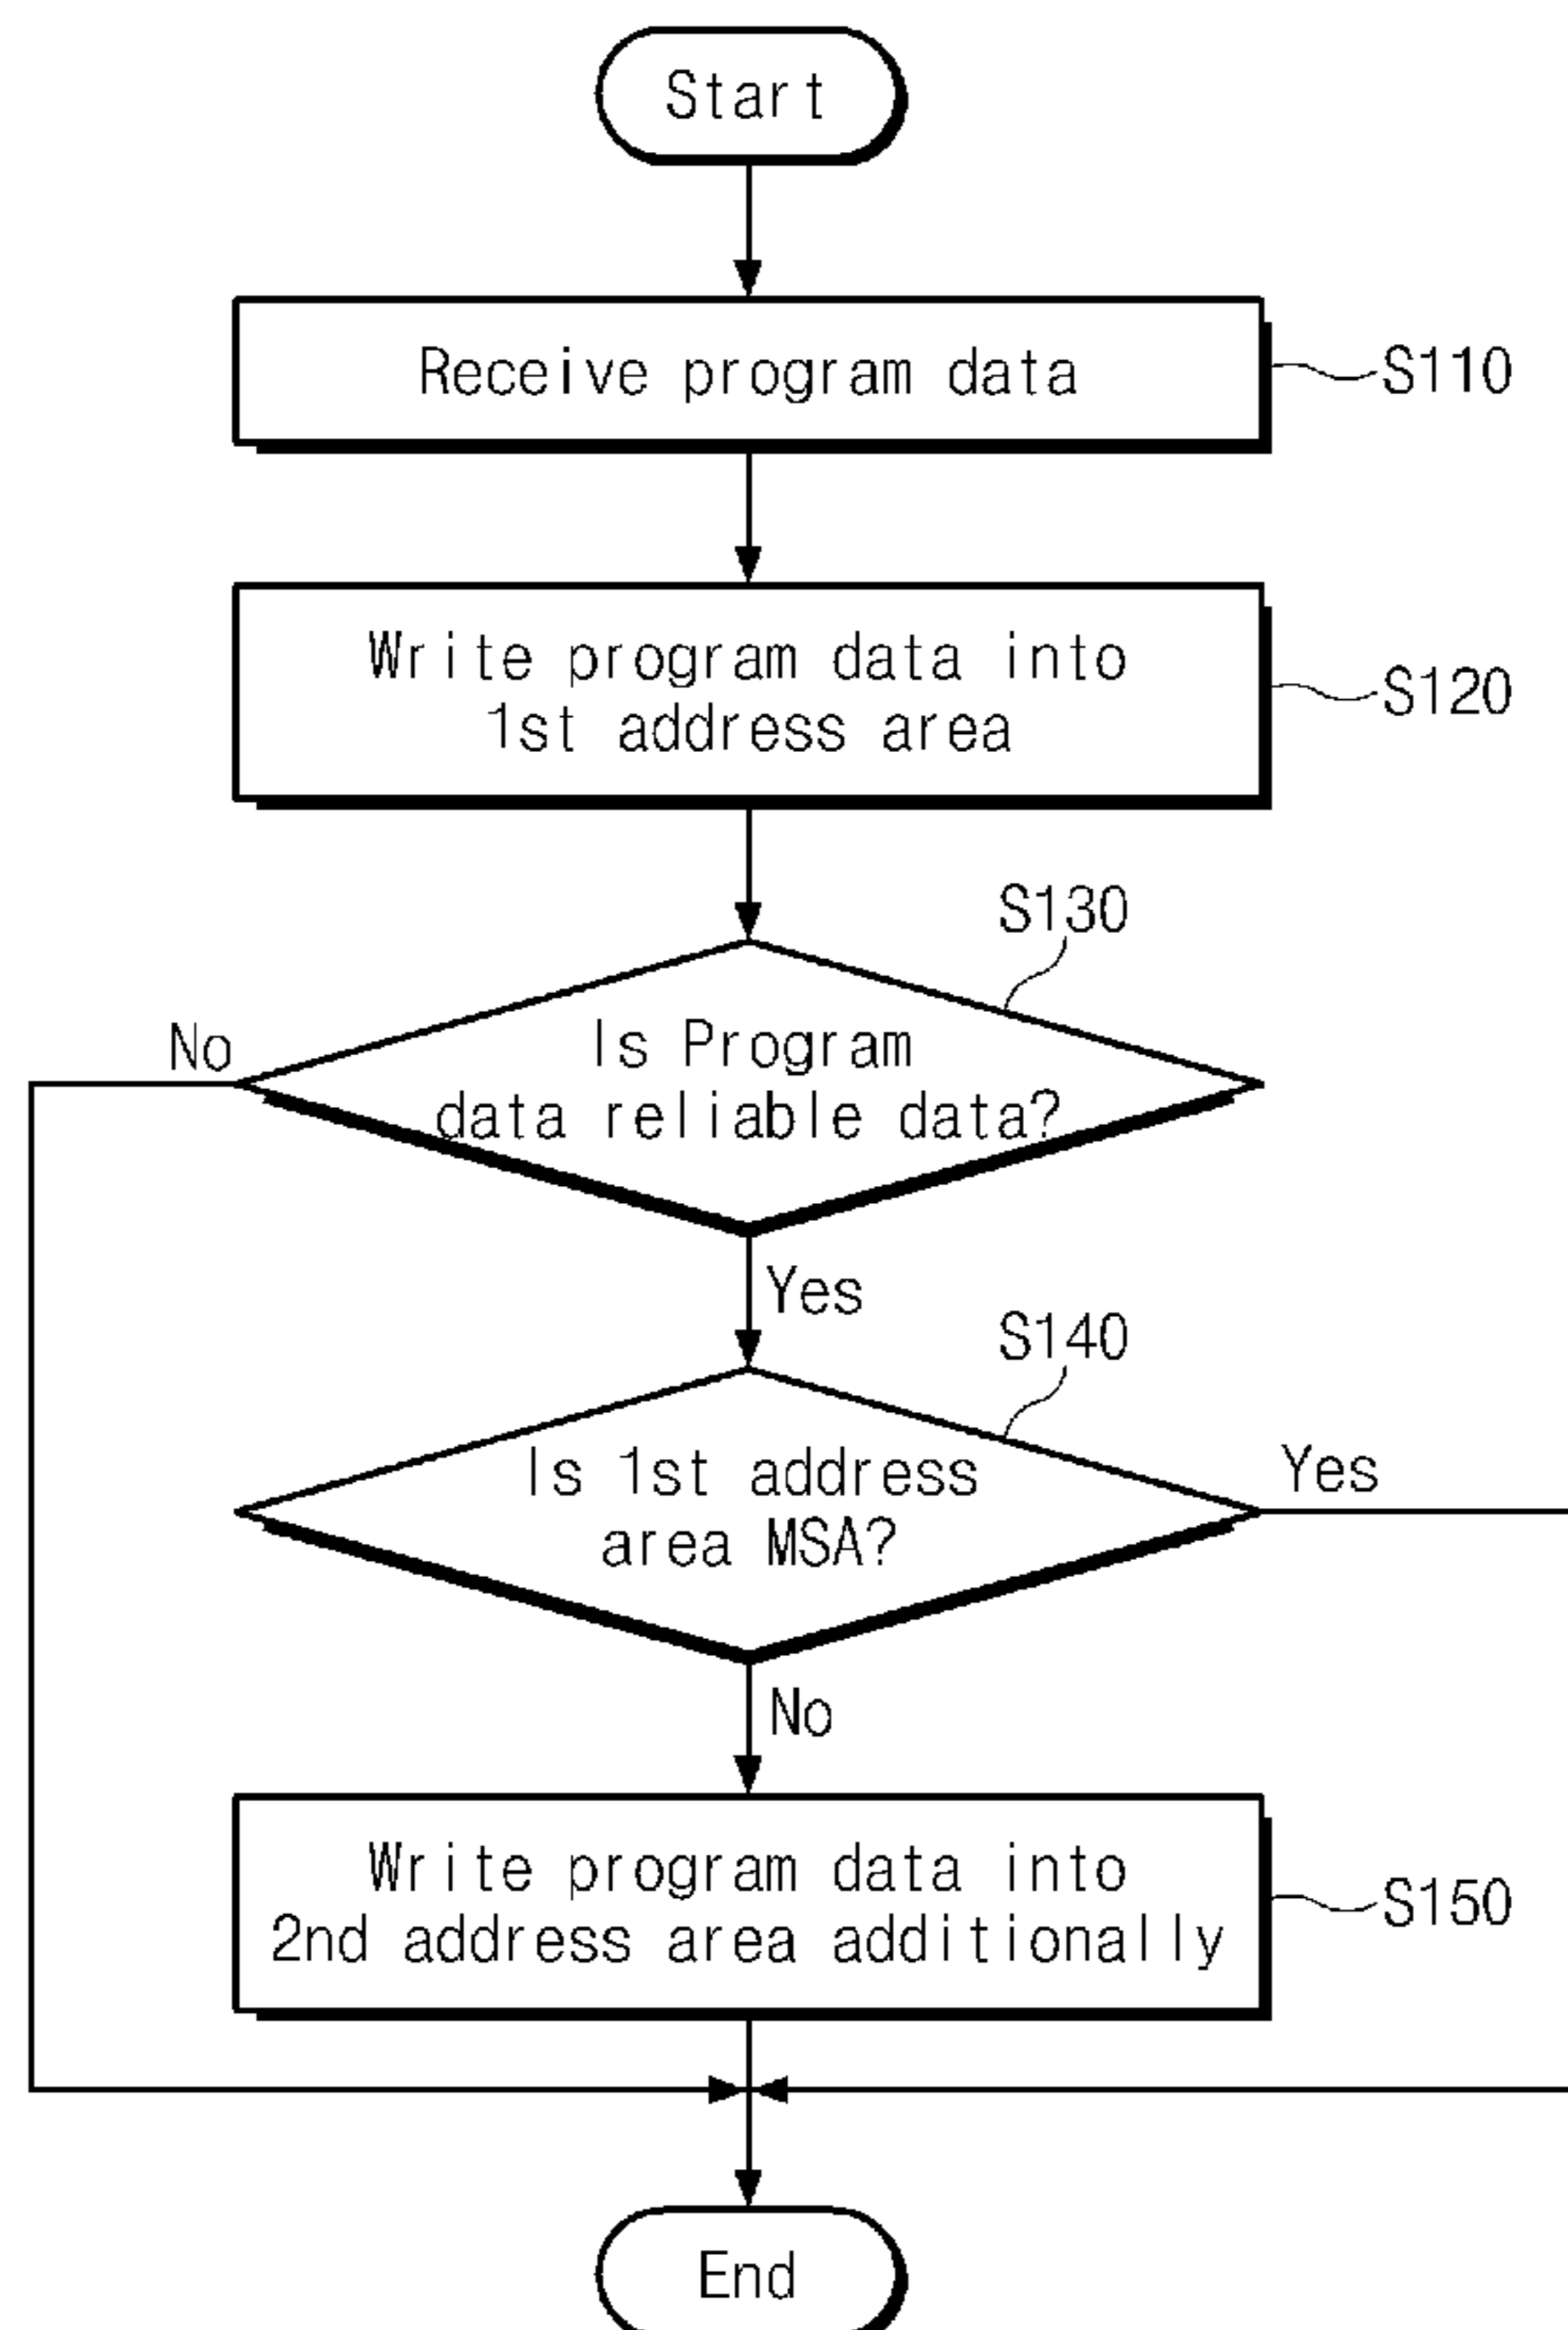 Start
Receive program data
S110
Write program data into
1st address area
S120
S130
No
Is Program
data reliable data?
Yes
S140
Is 1st address
area MSA?
Yes
No
Write program data into
2nd address area additionally
S150
End